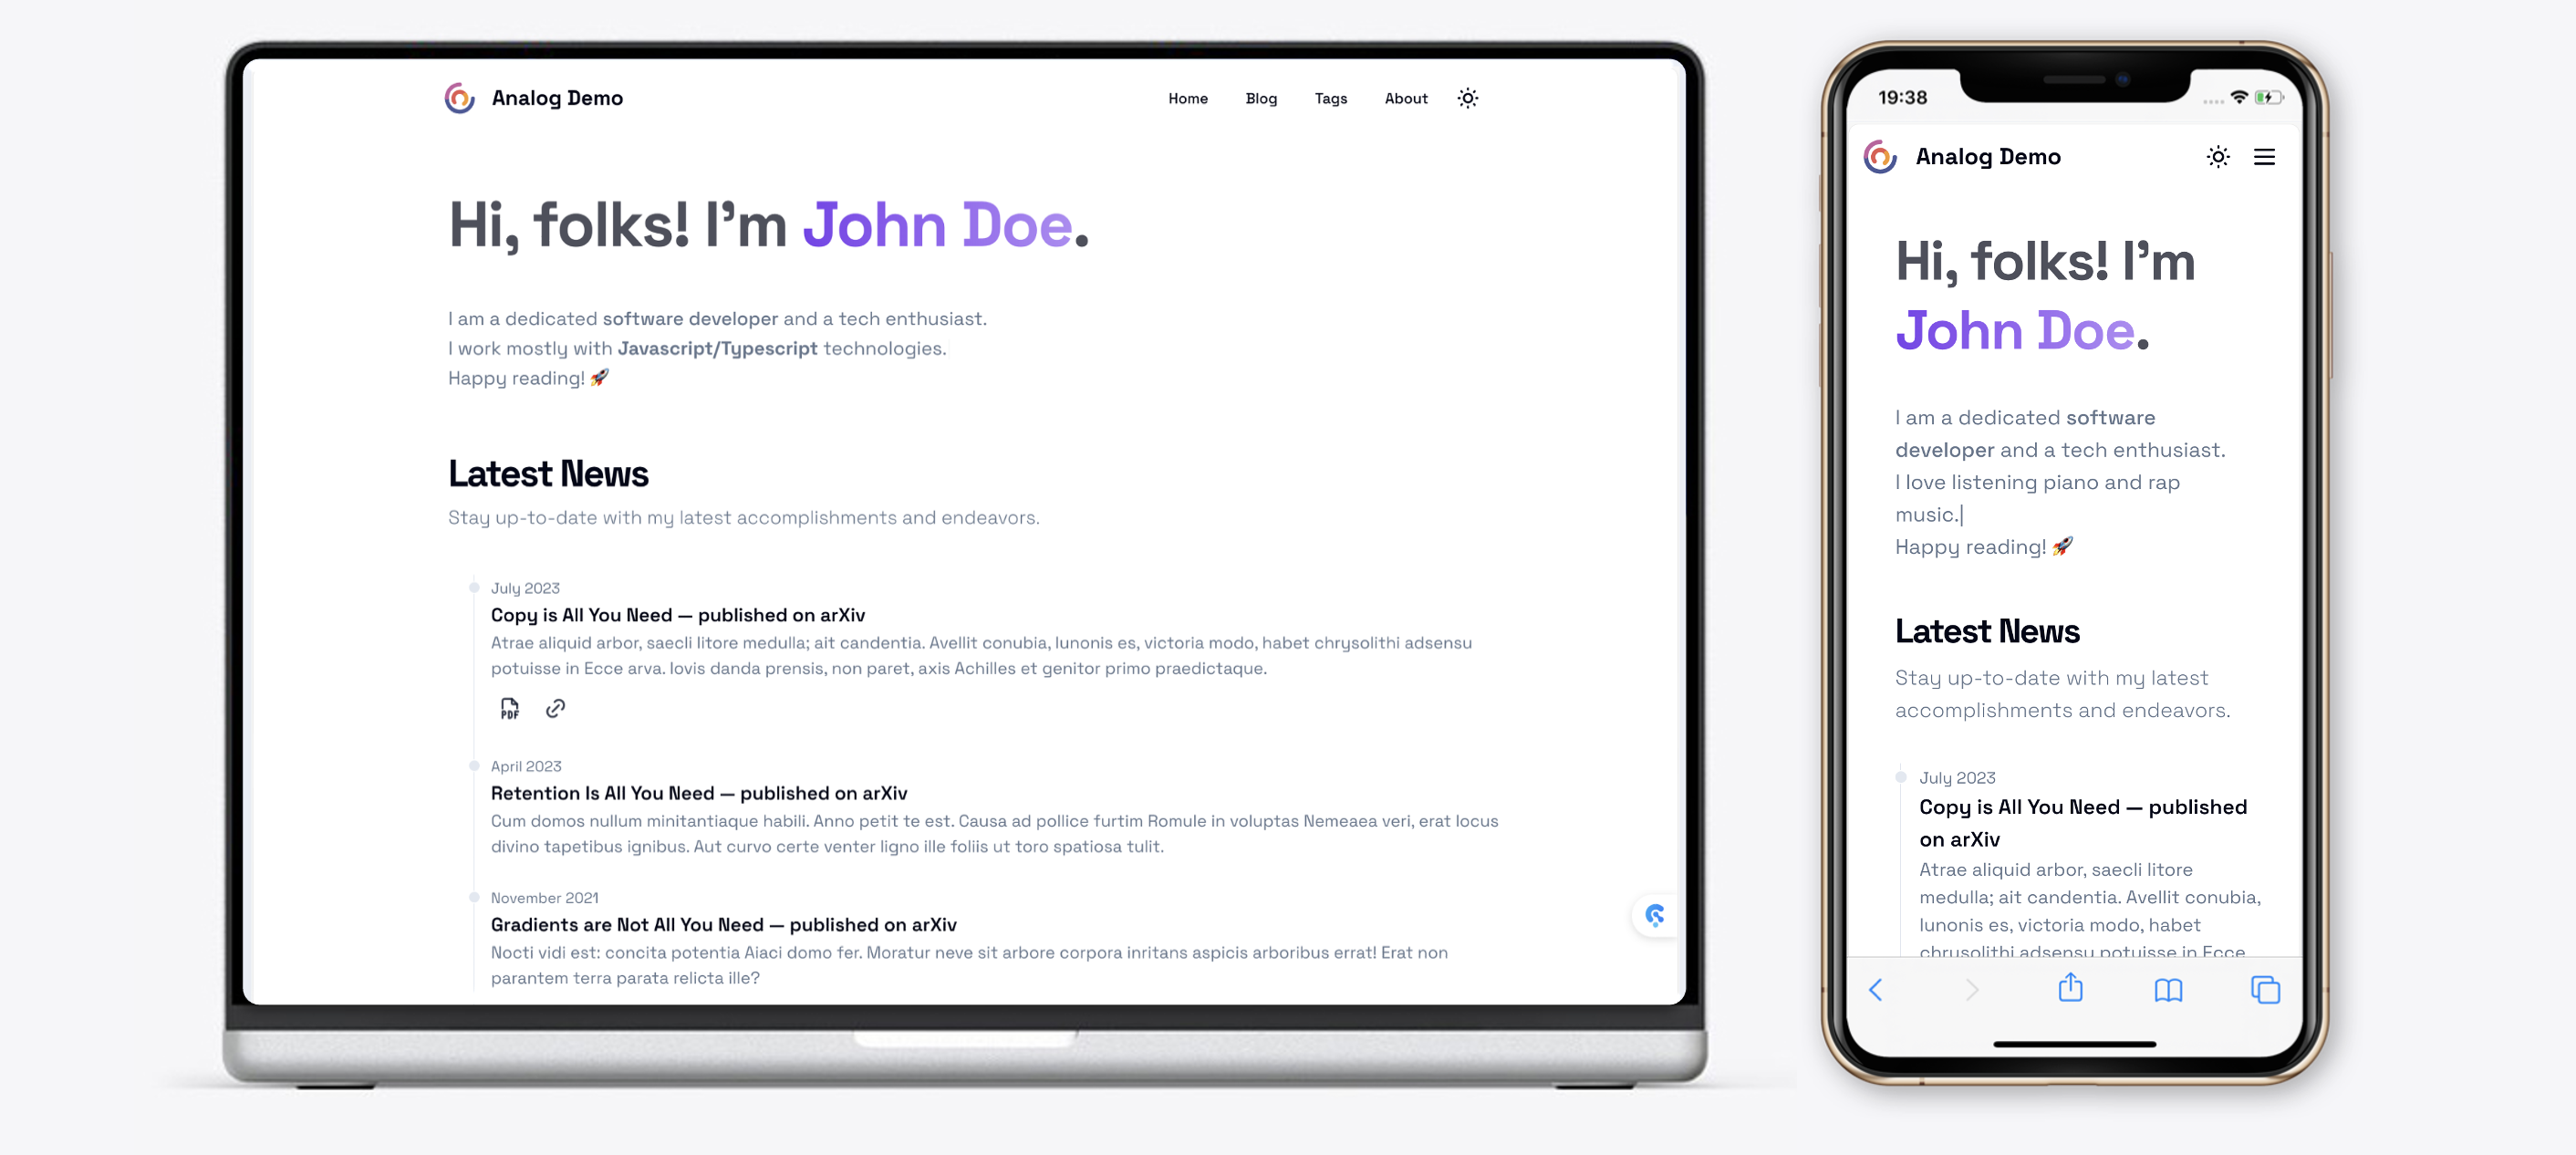 Analog Demo
Home Blog Tags About
Hi, folks! I'm John Doe.
I am a dedicated software developer and a tech enthusiast.
I work mostly with Javascript/Typescript technologies.
Happy reading! 🚀
Latest News
Stay up-to-date with my latest accomplishments and endeavors.
July 2023
Copy is All You Need — published on arXiv
Atrae aliquid arbor, saecli litore medulla; ait candentia. Avellit conubia, Iunonis es, victoria modo, habet chrysolithi adsensu
potuisse in Ecce arva. Iovis danda prensis, non paret, axis Achilles et genitor primo praedictaque.
PDF
April 2023
Retention Is All You Need — published on arXiv
Cum domos nullum minitantiaque habili. Anno petit te est. Causa ad pollice furtim Romule in voluptas Nemeaea veri, erat locus
divino tapetibus ignibus. Aut curvo certe venter ligno ille foliis ut toro spatiosa tulit.
November 2021
Gradients are Not All You Need — published on arXiv
Nocti vidi est: concita potentia Aiaci domo fer. Moratur neve sit arbore corpora inritans aspicis arboribus errat! Erat non
parantem terra parata relicta ille?
19:38
Analog Demo
Hi, folks! I'm
John Doe.
I am a dedicated software
developer and a tech enthusiast.
I love listening piano and rap
music.|
Happy reading! 🚀
Latest News
Stay up-to-date with my latest
accomplishments and endeavors.
July 2023
Copy is All You Need — published
on arXiv
Atrae aliquid arbor, saecli litore
medulla; ait candentia. Avellit conubia,
Iunonis es, victoria modo, habet
chrysolithi adsensu potuisse in Ecce